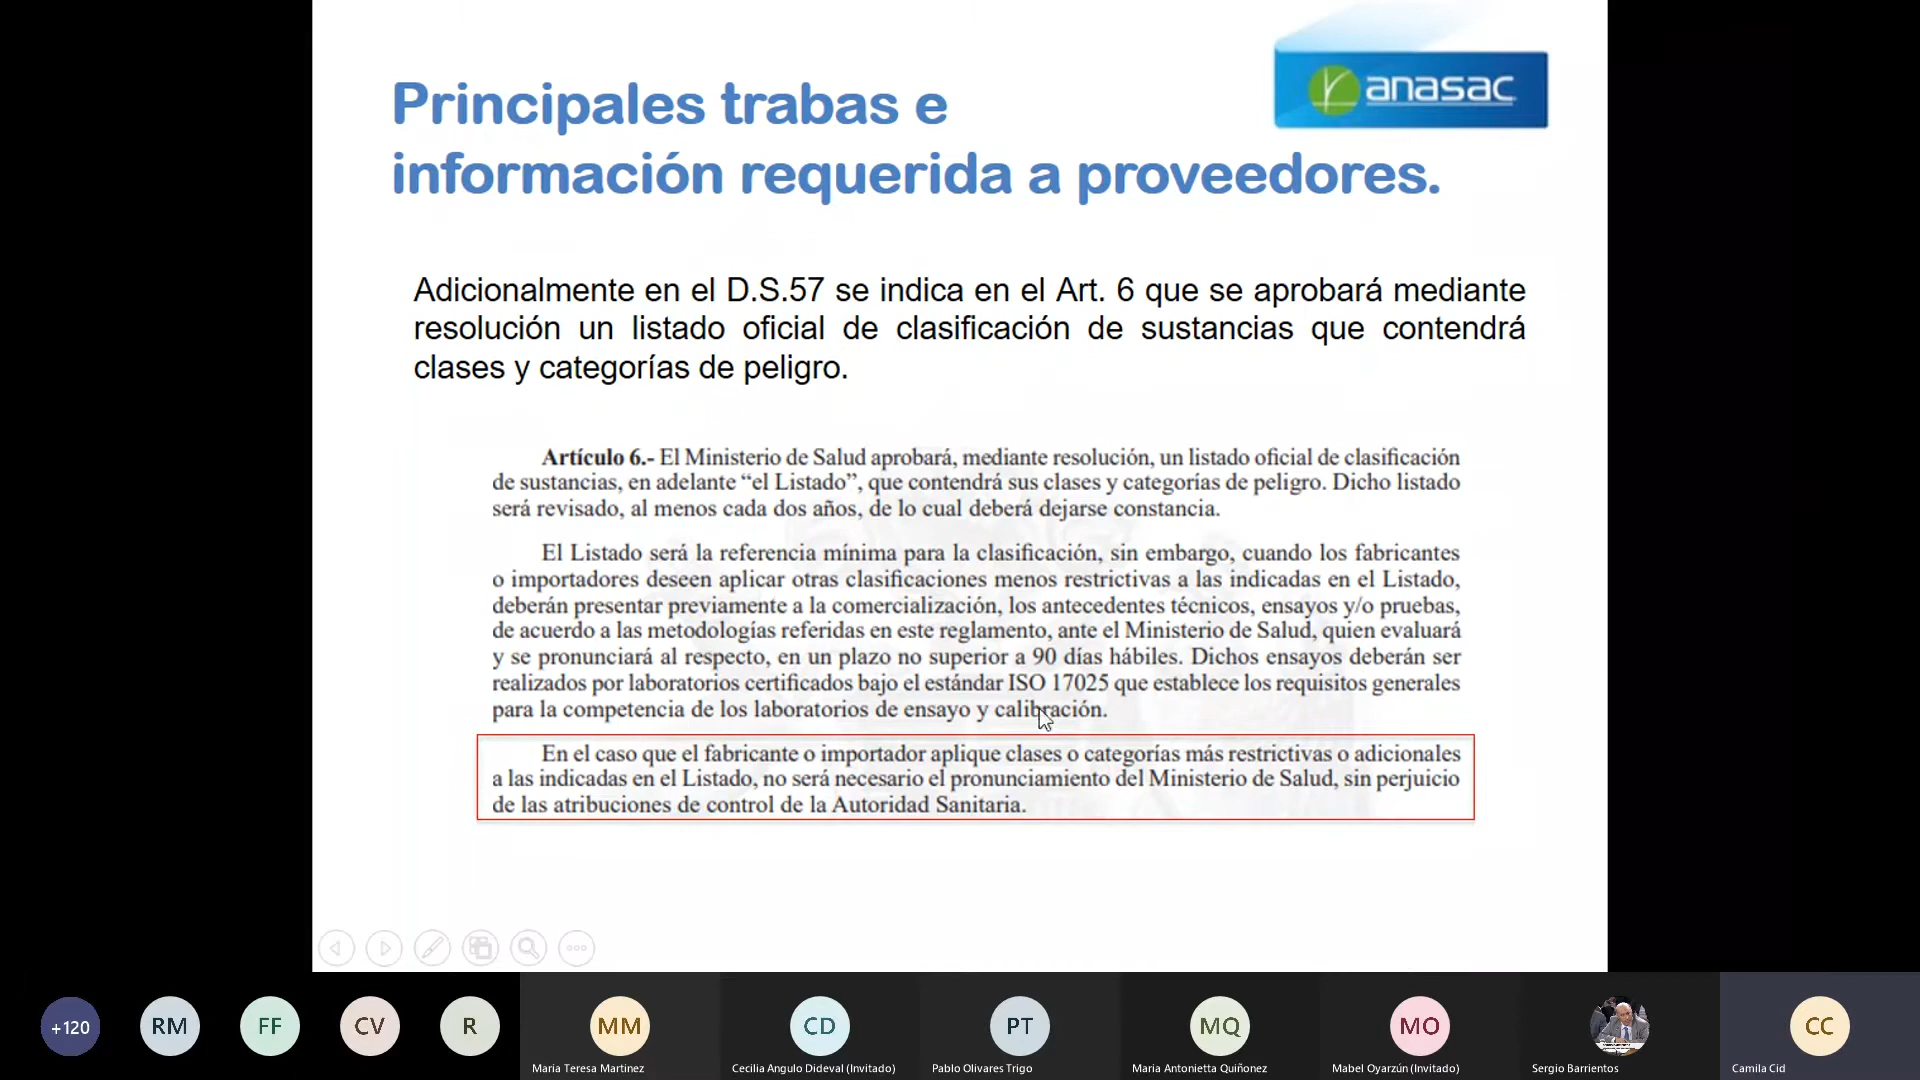 anasac
Principales trabas e
información requerida a proveedores.
Adicionalmente en el D.S.57 se indica en el Art. 6 que se aprobará mediante
resolución un listado oficial de clasificación de sustancias que contendrá
clases y categorías de peligro.
Artículo 6.- El Ministerio de Salud aprobará, mediante resolución, un listado oficial de clasificación
de sustancias, en adelante “el Listado”, que contendrá sus clases y categorías de peligro. Dicho listado
será revisado, al menos cada dos años, de lo cual deberá dejarse constancia.
El Listado será la referencia mínima para la clasificación, sin embargo, cuando los fabricantes
o importadores deseen aplicar otras clasificaciones menos restrictivas a las indicadas en el Listado,
deberán presentar previamente a la comercialización, los antecedentes técnicos, ensayos y/o pruebas,
de acuerdo a las metodologías referidas en este reglamento, ante el Ministerio de Salud, quien evaluará
y se pronunciará al respecto, en un plazo no superior a 90 días hábiles. Dichos ensayos deberán ser
realizados por laboratorios certificados bajo el estándar ISO 17025 que establece los requisitos generales
para la competencia de los laboratorios de ensayo y calibración.
En el caso que el fabricante o importador aplique clases o categorías más restrictivas o adicionales
a las indicadas en el Listado, no será necesario el pronunciamiento del Ministerio de Salud, sin perjuicio
de las atribuciones de control de la Autoridad Sanitaria.
+120 RM FF CV R MM CD PT MQ MO CC
Maria Teresa Martinez Cecilia Angulo Dideval (Invitado) Pablo Olivares Trigo Maria Antonietta Quiñonez Mabel Oyarzún (Invitado) Sergio Barrientos Camila Cid